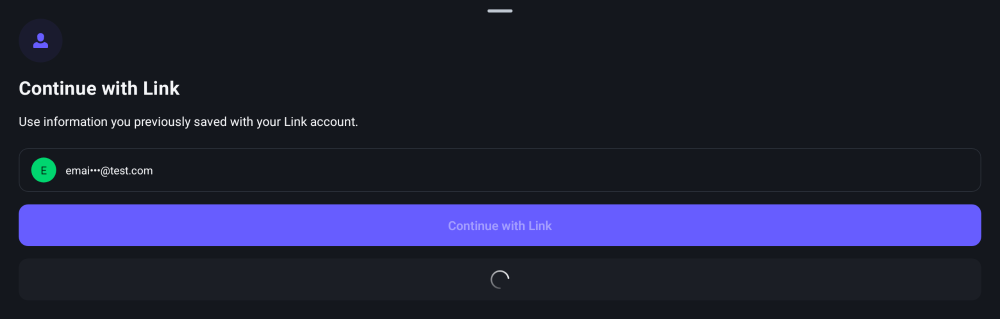 Continue with Link
Use information you previously saved with your Link account.
E
emai•••@test.com
Continue with Link